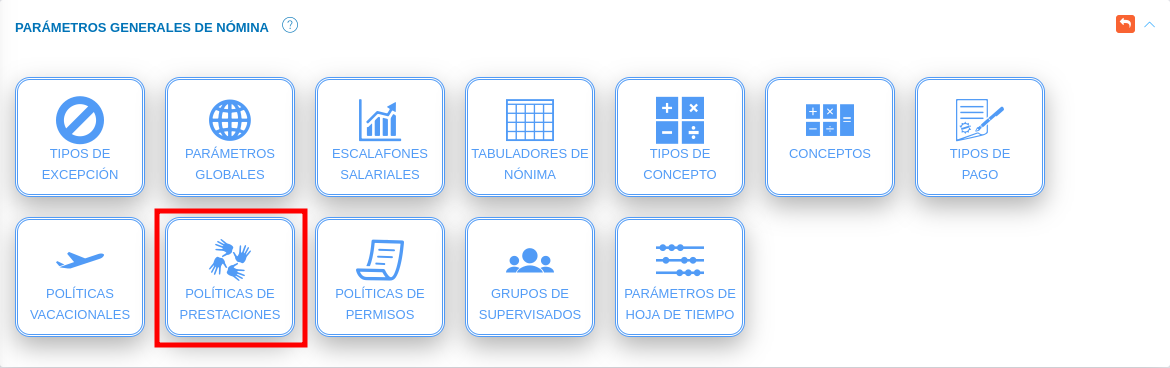 PARÁMETROS GENERALES DE NÓMINA ?
TIPOS DE
EXCEPCIÓN
PARÁMETROS
GLOBALES
ESCALAFONES
SALARIALES
TABULADORES DE
NÓNIMA
TIPOS DE
CONCEPTO
CONCEPTOS
TIPOS DE
PAGO
POLÍTICAS
VACACIONALES
POLÍTICAS DE
PRESTACIONES
POLÍTICAS DE
PERMISOS
GRUPOS DE
SUPERVISADOS
PARÁMETROS DE
HOJA DE TIEMPO